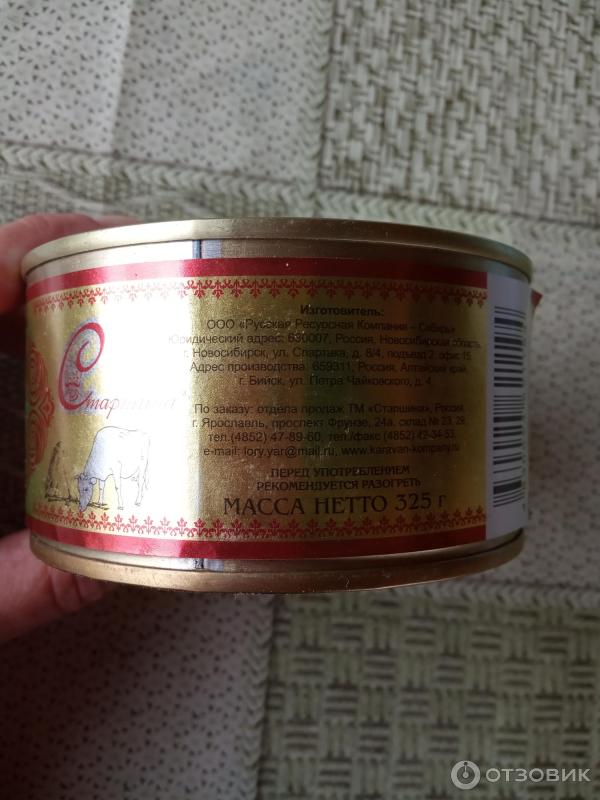 Старшина
Изготовитель:
ООО «Русская Ресурсная Компания – Сибирь»
Юридический адрес: 630007, Россия, Новосибирская область,
г. Новосибирск, ул. Спартака, д. 8/4, подъезд 2, офис 15.
Адрес производства: 659311, Россия, Алтайский край,
г. Бийск, ул. Петра Чайковского, д. 4.
По заказу: отдела продаж ТМ «Старшина», Россия,
г. Ярославль, проспект Фрунзе, 24а, склад № 23, 29,
тел.(4852) 47-89-60, тел./факс (4852) 42-34-53,
e-mail: lory.yar@mail.ru, www.karavan-kompany.ru
ПЕРЕД УПОТРЕБЛЕНИЕМ
РЕКОМЕНДУЕТСЯ РАЗОГРЕТЬ
МАССА НЕТТО 325 г
ОТЗОВИК